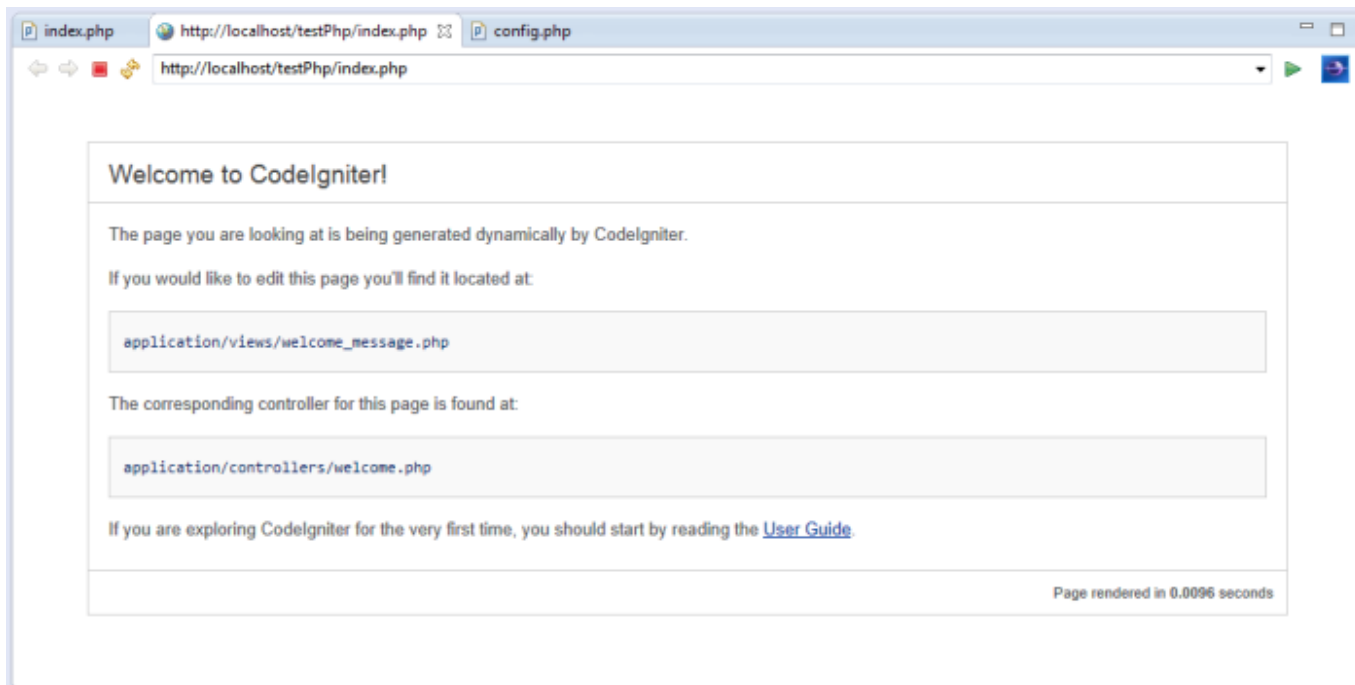 index.php http://localhost/testPhp/index.php config.php
http://localhost/testPhp/index.php
Welcome to CodeIgniter!
The page you are looking at is being generated dynamically by CodeIgniter.
If you would like to edit this page you'll find it located at:
application/views/welcome_message.php
The corresponding controller for this page is found at:
application/controllers/welcome.php
If you are exploring CodeIgniter for the very first time, you should start by reading the User Guide.
Page rendered in 0.0096 seconds